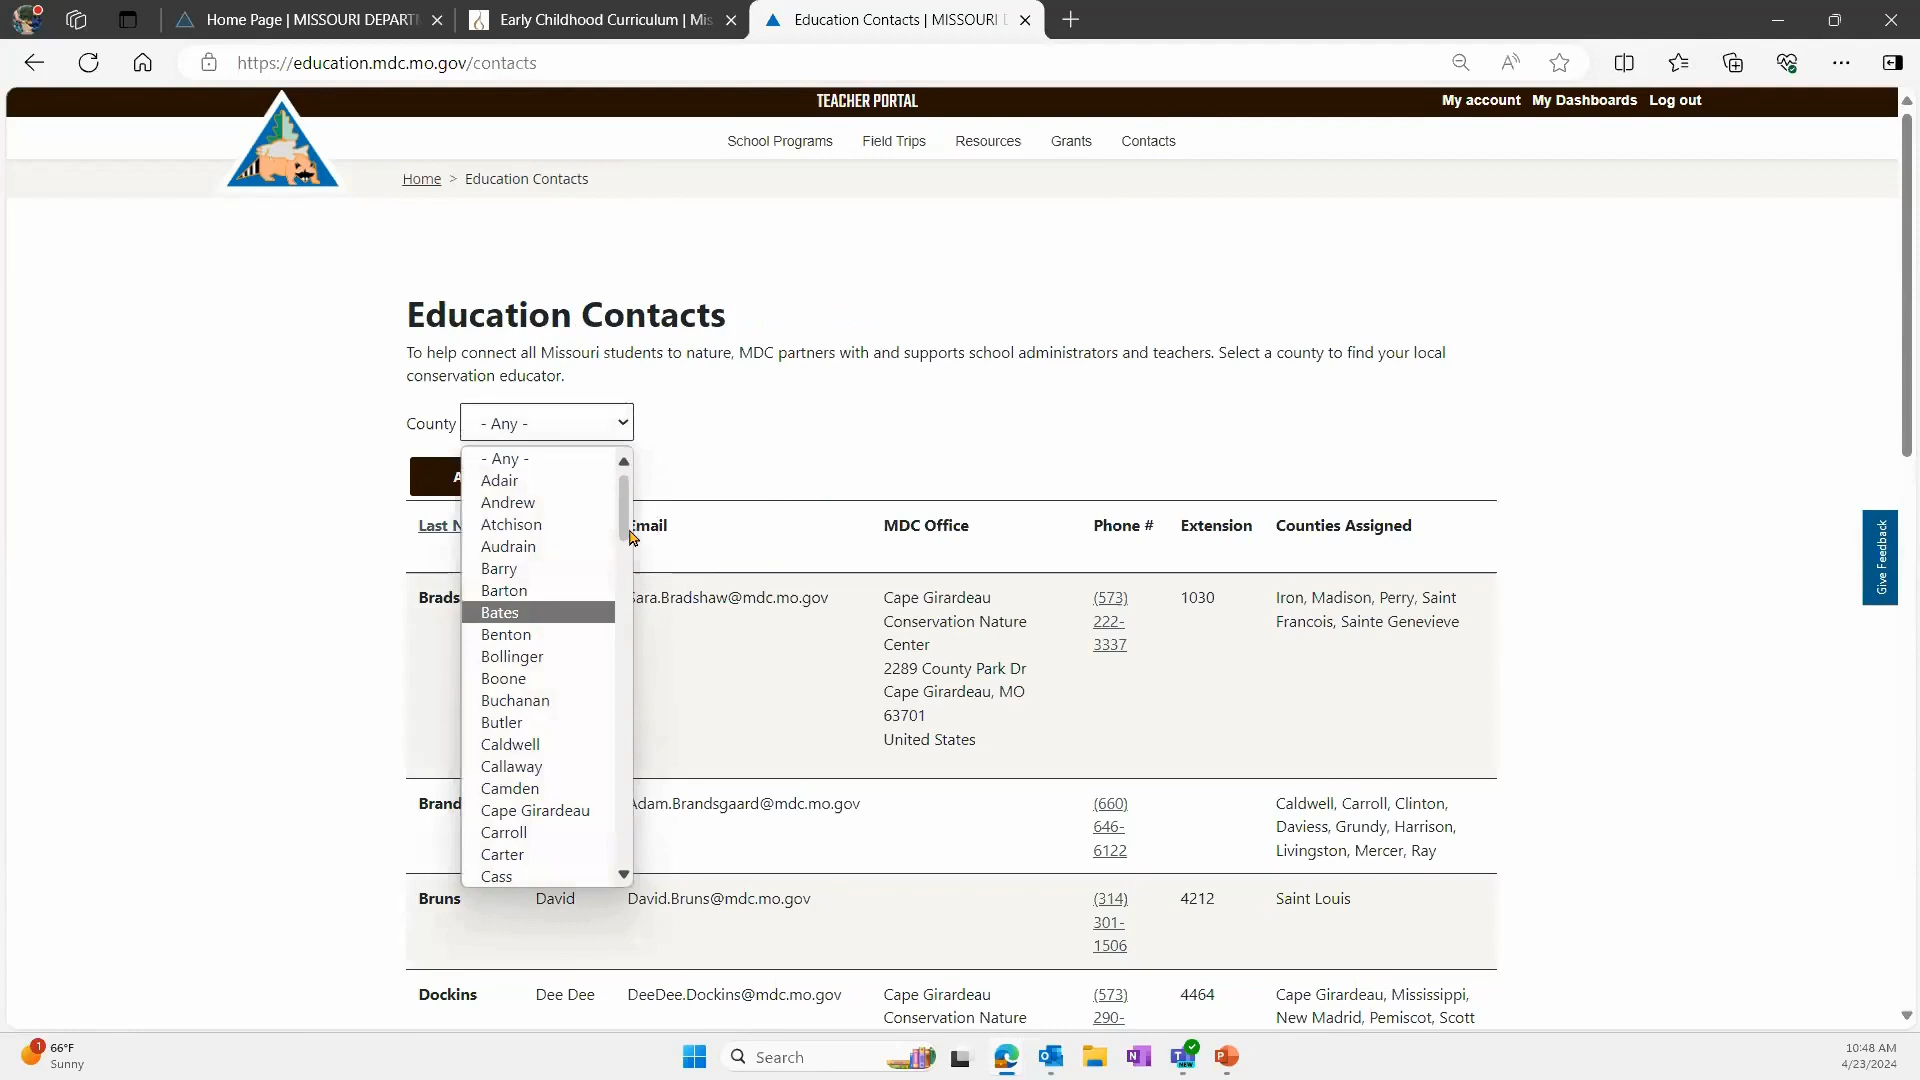 Home Page | MISSOURI DEPART
Early Childhood Curriculum | Mis
Education Contacts | MISSOURI D
https://education.mdc.mo.gov/contacts
TEACHER PORTAL
My account My Dashboards Log out
School Programs Field Trips Resources Grants Contacts
Home > Education Contacts
Education Contacts
To help connect all Missouri students to nature, MDC partners with and supports school administrators and teachers. Select a county to find your local
conservation educator.
County - Any -
- Any -
Adair
Andrew
Atchison
Audrain
Barry
Barton
Bates
Benton
Bollinger
Boone
Buchanan
Butler
Caldwell
Callaway
Camden
Cape Girardeau
Carroll
Carter
Cass
A
Last N Email MDC Office Phone # Extension Counties Assigned
Brads Sara.Bradshaw@mdc.mo.gov Cape Girardeau (573) 1030 Iron, Madison, Perry, Saint
Conservation Nature 222- Francois, Sainte Genevieve
Center 3337
2289 County Park Dr
Cape Girardeau, MO
63701
United States
Brand Adam.Brandsgaard@mdc.mo.gov (660) Caldwell, Carroll, Clinton,
646- Daviess, Grundy, Harrison,
6122 Livingston, Mercer, Ray
Bruns David David.Bruns@mdc.mo.gov (314) 4212 Saint Louis
301-
1506
Dockins Dee Dee DeeDee.Dockins@mdc.mo.gov Cape Girardeau (573) 4464 Cape Girardeau, Mississippi,
Conservation Nature 290- New Madrid, Pemiscot, Scott
Give Feedback
1 66°F
Sunny
Search
NEW
10:48 AM
4/23/2024